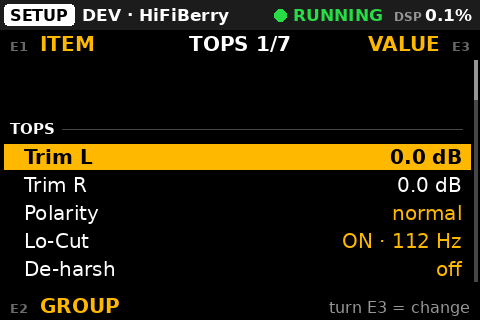 SETUP DEV · HiFiBerry RUNNING DSP 0.1%
E1 ITEM TOPS 1/7 VALUE E3
TOPS
Trim L 0.0 dB
Trim R 0.0 dB
Polarity normal
Lo-Cut ON · 112 Hz
De-harsh off
E2 GROUP turn E3 = change